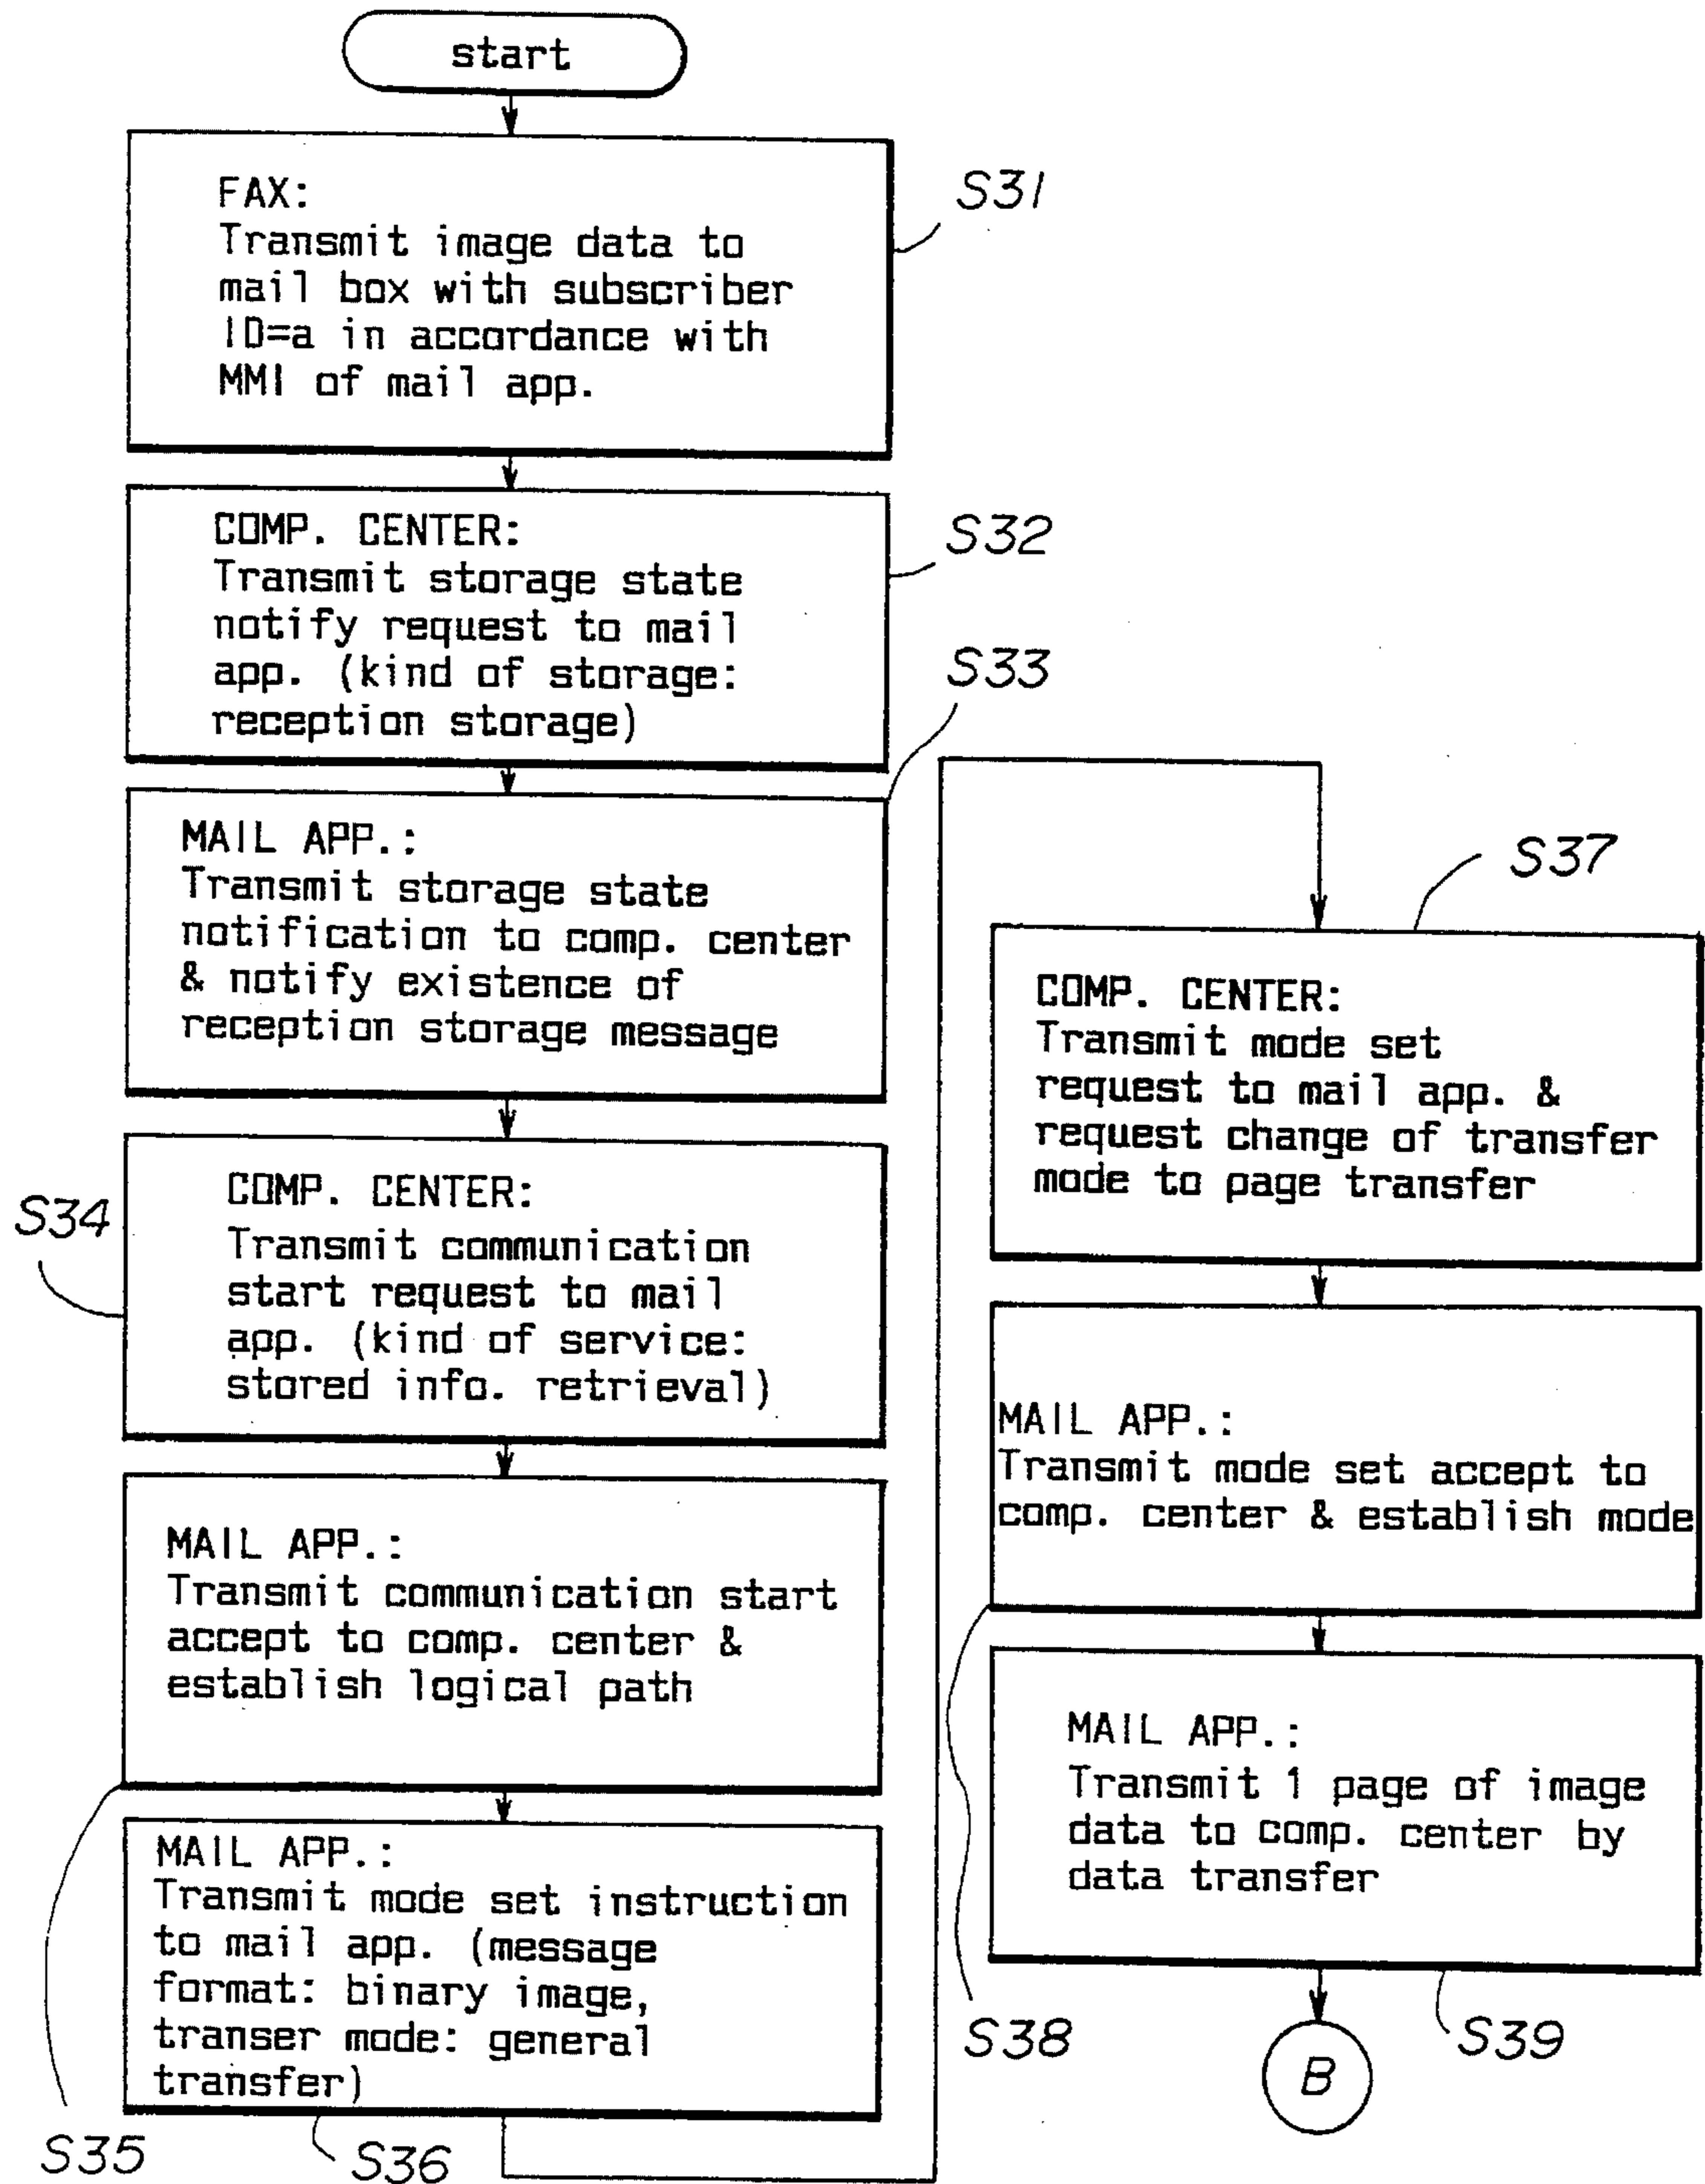 start
FAX:
Transmit image data to
mail box with subscriber
ID=a in accordance with
MMI of mail app.
S31
COMP. CENTER:
Transmit storage state
notify request to mail
app. (kind of storage:
reception storage)
S32
MAIL APP.:
Transmit storage state
notification to comp. center
& notify existence of
reception storage message
S33
COMP. CENTER:
Transmit communication
start request to mail
app. (kind of service:
stored info. retrieval)
S34
MAIL APP.:
Transmit communication start
accept to comp. center &
establish logical path
S35
MAIL APP.:
Transmit mode set instruction
to mail app. (message
format: binary image,
transer mode: general
transfer)
S36
COMP. CENTER:
Transmit mode set
request to mail app. &
request change of transfer
mode to page transfer
S37
MAIL APP.:
Transmit mode set accept to
comp. center & establish mode
S38
MAIL APP.:
Transmit 1 page of image
data to comp. center by
data transfer
S39
B